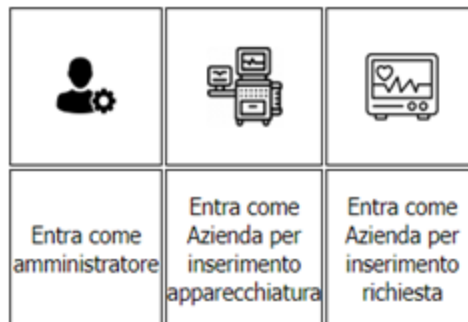 Entra come
amministratore
Entra come
Azienda per
inserimento
apparecchiatura
Entra come
Azienda per
inserimento
richiesta